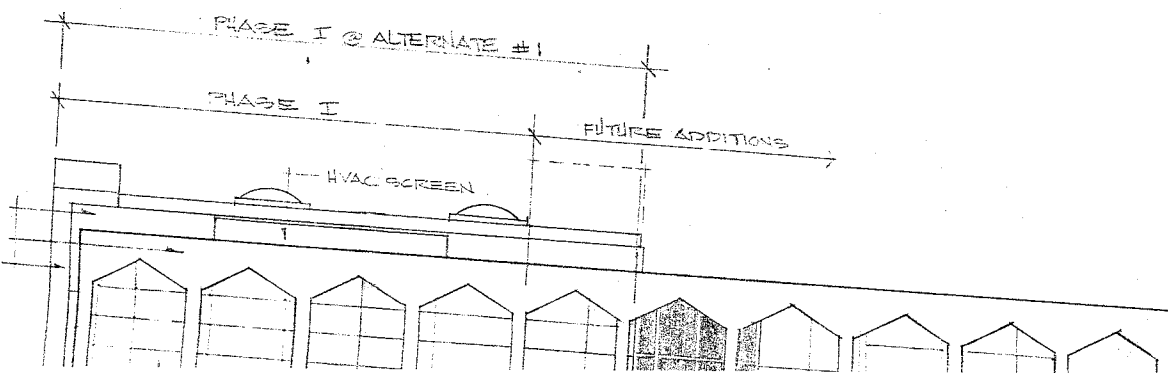 PHASE I @ ALTERNATE #1
PHASE I
FUTURE ADDITIONS
HVAC SCREEN